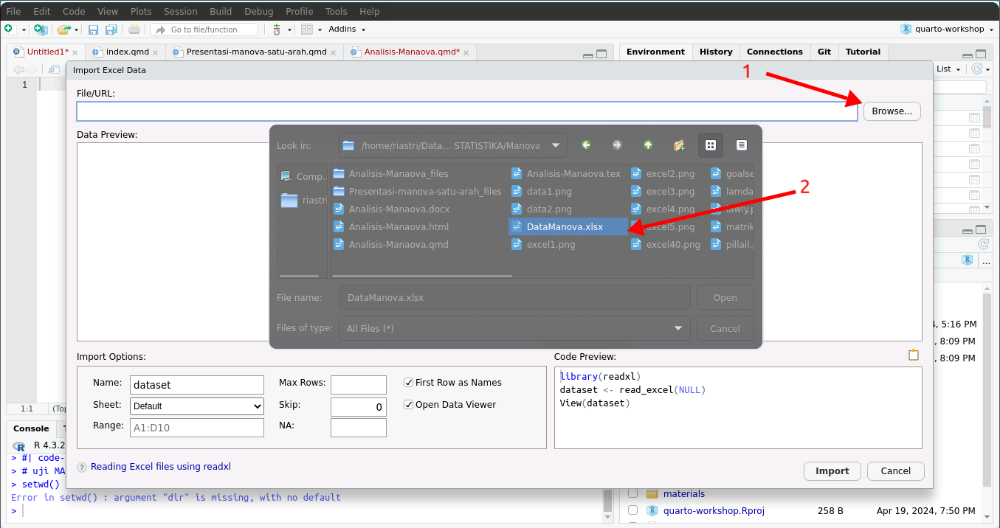 File Edit Code View Plots Session Build Debug Profile Tools Help
Go to file/function Addins quarto-workshop
Untitled1* index.qmd Presentasi-manova-satu-arah.qmd Analisis-Manaova.qmd*
Environment History Connections Git Tutorial
List
1
Import Excel Data
1
File/URL:
Browse...
Data Preview:
Look in: /home/riastri/Data... STATISTIKA/Manova
Comp..
riastri
Analisis-Manaova_files
Presentasi-manova-satu-arah_files
Analisis-Manaova.docx
Analisis-Manaova.html
Analisis-Manaova.qmd
Analisis-Manaova.tex
data1.png
data2.png
DataManova.xlsx
excel1.png
excel2.png
excel3.png
excel4.png
excel5.png
excel40.png
goalse
lamda
lawly.p
matrik
pillail.p
2
File name: DataManova.xlsx Open
Files of type: All Files (*) Cancel
...
4, 5:16 PM
, 8:09 PM
, 8:09 PM
Import Options:
Name: dataset
Sheet: Default
Range: A1:D10
Max Rows:
Skip: 0
NA:
First Row as Names
Open Data Viewer
Code Preview:
library(readxl)
dataset <- read_excel(NULL)
View(dataset)
? Reading Excel files using readxl
Import Cancel
1:1 (Top
Console T
R R 4.3.2
> #| code-
> # uji MA
> setwd()
Error in setwd() : argument "dir" is missing, with no default
>
materials
quarto-workshop.Rproj 258 B Apr 19, 2024, 7:50 PM